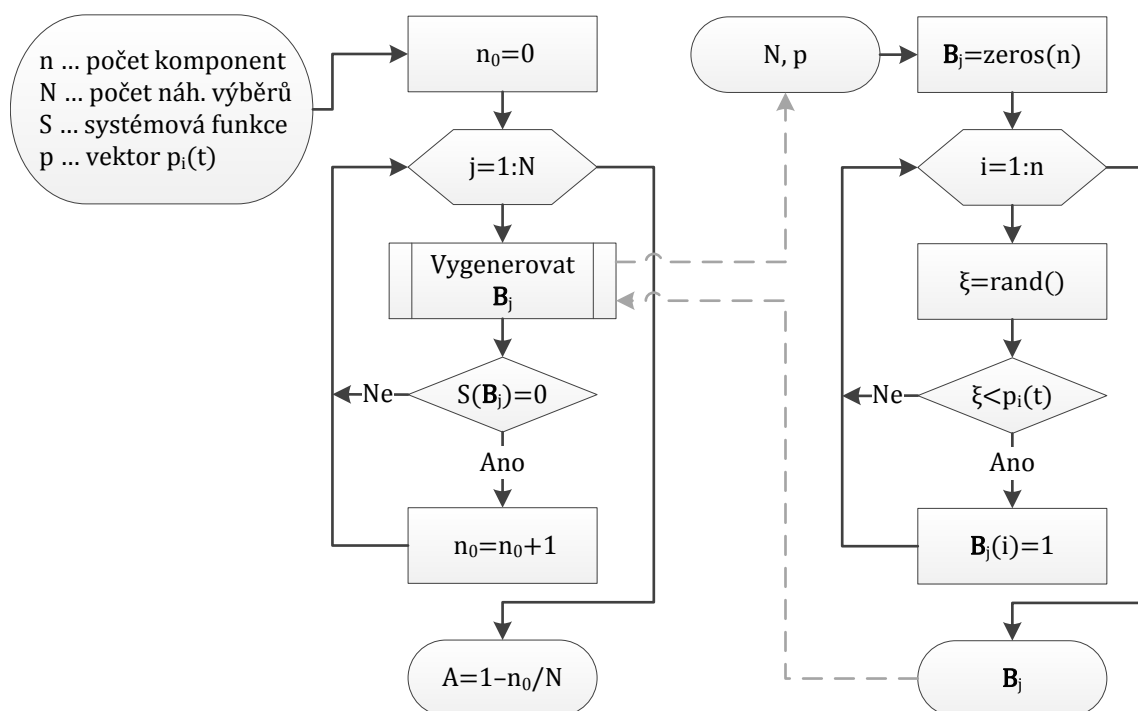 n ... počet komponent
N ... počet náh. výběrů
S ... systémová funkce
p ... vektor pᵢ(t)
n₀=0
j=1:N
Vygenerovat
Bⱼ
S(Bⱼ)=0
Ne
Ano
n₀=n₀+1
A=1–n₀/N
N, p
Bⱼ=zeros(n)
i=1:n
ξ=rand()
ξ<pᵢ(t)
Ne
Ano
Bⱼ(i)=1
Bⱼ